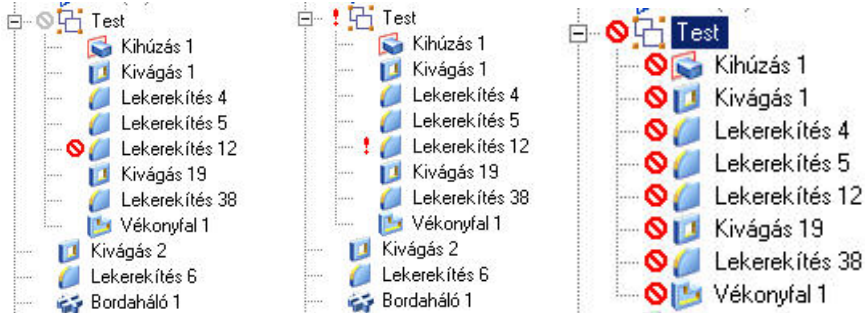 Test
Kihúzás 1
Kivágás 1
Lekerekítés 4
Lekerekítés 5
Lekerekítés 12
Kivágás 19
Lekerekítés 38
Vékonyfal 1
Kivágás 2
Lekerekítés 6
Bordaháló 1
Test
Kihúzás 1
Kivágás 1
Lekerekítés 4
Lekerekítés 5
Lekerekítés 12
Kivágás 19
Lekerekítés 38
Vékonyfal 1
Kivágás 2
Lekerekítés 6
Bordaháló 1
Test
Kihúzás 1
Kivágás 1
Lekerekítés 4
Lekerekítés 5
Lekerekítés 12
Kivágás 19
Lekerekítés 38
Vékonyfal 1